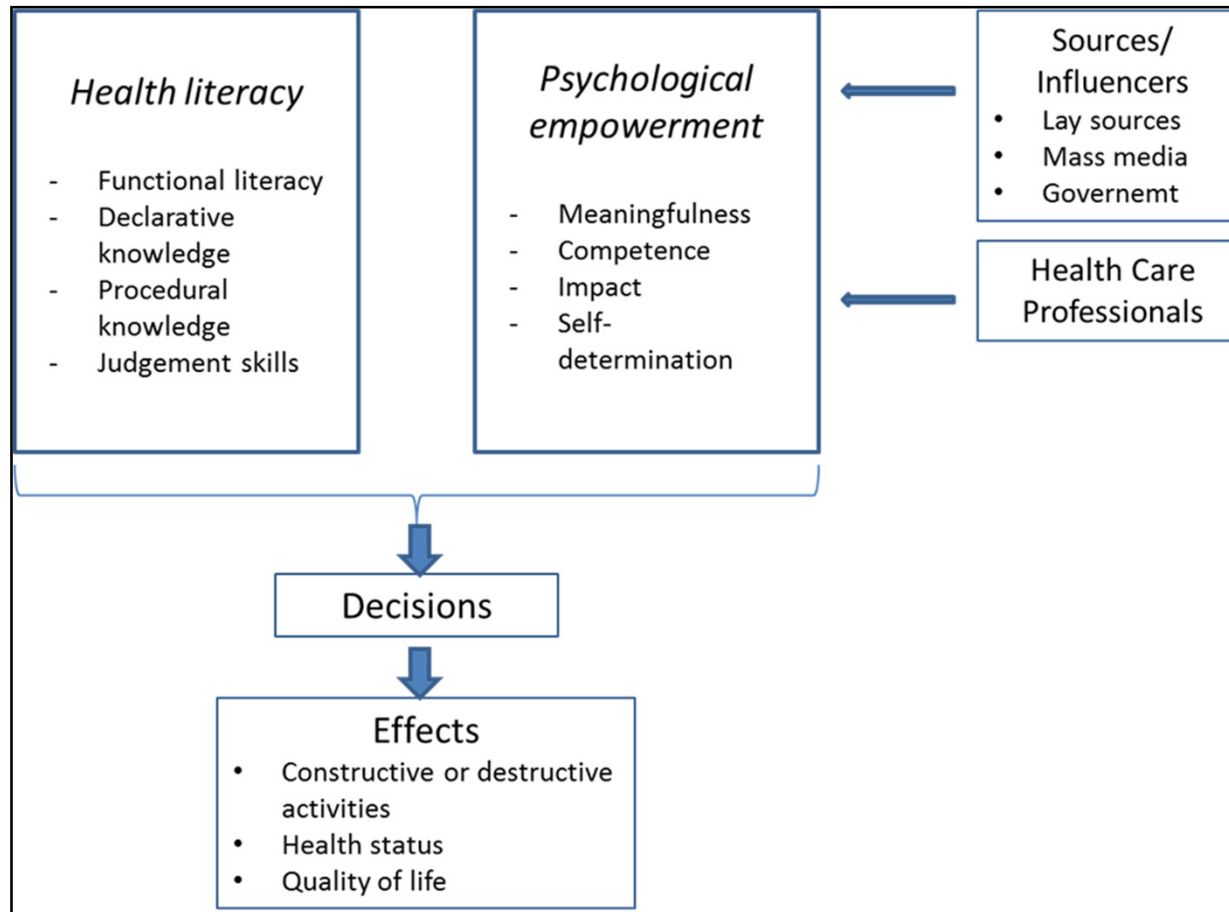 Health literacy
- Functional literacy
- Declarative
knowledge
- Procedural
knowledge
- Judgement skills
Psychological
empowerment
- Meaningfulness
- Competence
- Impact
- Self-
determination
Sources/
Influencers
• Lay sources
• Mass media
• Governemt
Health Care
Professionals
Decisions
Effects
• Constructive or destructive
activities
• Health status
• Quality of life